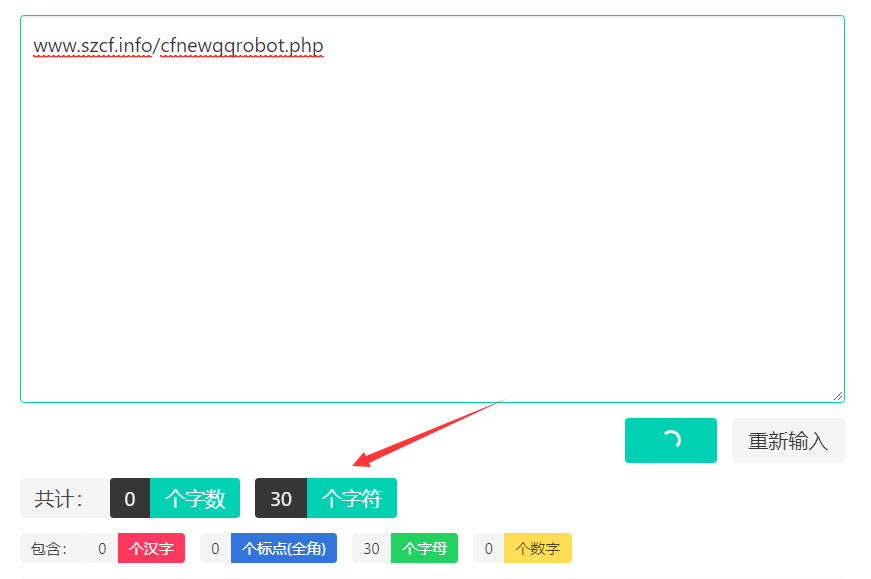 www.szcf.info/cfnewqqrobot.php
重新输入
共计： 0 个字数 30 个字符
包含： 0 个汉字 0 个标点(全角) 30 个字母 0 个数字